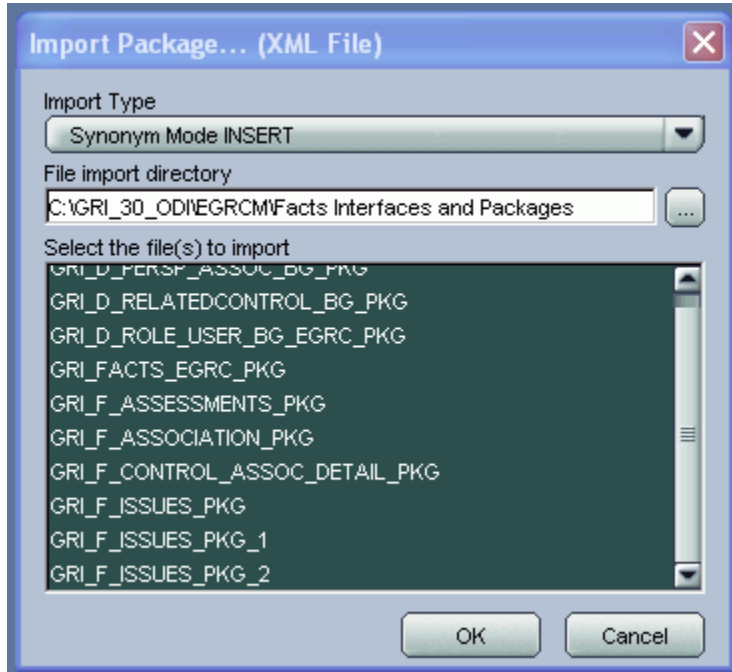 Import Package... (XML File)
Import Type
Synonym Mode INSERT
File import directory
C:\GRI_30_ODI\EGRCM\Facts Interfaces and Packages
...
Select the file(s) to import
GRI_D_PERSP_ASSOC_BG_PKG
GRI_D_RELATEDCONTROL_BG_PKG
GRI_D_ROLE_USER_BG_EGRC_PKG
GRI_FACTS_EGRC_PKG
GRI_F_ASSESSMENTS_PKG
GRI_F_ASSOCIATION_PKG
GRI_F_CONTROL_ASSOC_DETAIL_PKG
GRI_F_ISSUES_PKG
GRI_F_ISSUES_PKG_1
GRI_F_ISSUES_PKG_2
OK Cancel